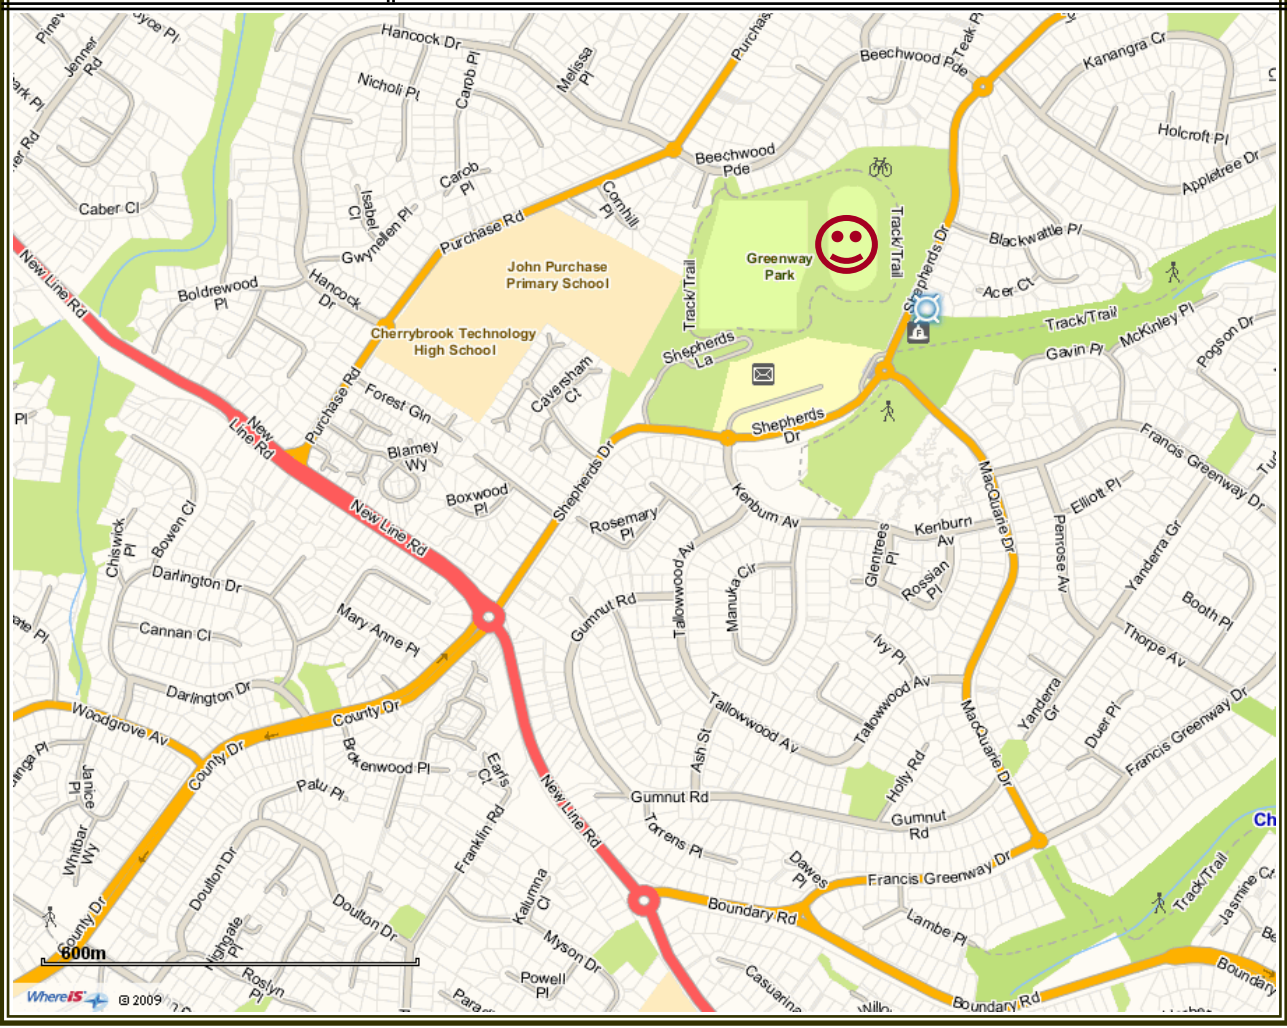 Joyce Pl
Jenner
Rd
Hancock Dr
Nicholi Pl
Carob Pl
Melissa
Pl
Beechwood Pde
Teak Pl
Kananga Cr
Holcroft Pl
Appletree Dr
Caber Cl
Isabel
Cl
Gwynellen Pl
Carob
Pl
Cornhill
Pl
Beechwood
Pde
Purchase Rd
Track/Trail
Blackwattle Pl
Shepherds Dr
New Line Rd
Boldrewood
Pl
Hancock
Dr
John Purchase
Primary School
Track/Trail
Greenway
Park
Acer Ct
Track/Trail
McKinley Pl
Pogson Dr
Gavin Pl
Cherrybrook Technology
High School
Shepherds
La
F
Purchase Rd
Forest Gln
Caversham
Ct
Pl
New
Line Rd
Blamey
Wy
Shepherds
Dr
Francis Greenway Dr
Boxwood
Pl
Shepherds Dr
Rosemary
Pl
Kenburn Av
MacQuarie Dr
Elliott Pl
New Line Rd
Bowen Cl
Chiswick
Pl
Glentrees
Pl
Kenburn
Av
Penrose Av
Yanderra Gr
Darlington Dr
Gumnut Rd
Tallowwood Av
Manuka Cir
Rossian
Pl
Booth Pl
Cannan Cl
Mary Anne Pl
Ivy Pl
Thorpe Av
Darlington Dr
County Dr
Tallowwood Av
Tallowwood Av
Yanderra
Gr
Duer Pl
Francis Greenway Dr
Woodgrove Av
County Dr
Brokenwood Pl
Ash St
MacQuarie Dr
Janice
Pl
Palu Pl
Earls
Ct
New Line Rd
Gumnut Rd
Holly Rd
Gumnut
Rd
Whitbar
Wy
Franklin Rd
Torrens Pl
Doulton Dr
Dawes
Pl
Francis Greenway Dr
Track/Trail
Kalumna
Cl
Doulton Dr
Boundary Rd
Lambe Pl
County Dr
Highgate
Pl
Myson Dr
600m
Roslyn
Pl
Powell
Pl
Boundary
WhereiS
© 2009
Boundary Rd